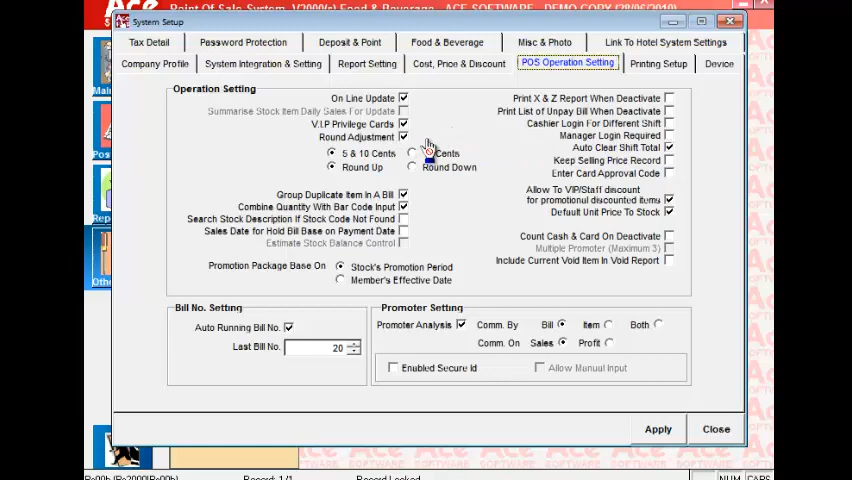 Point Of Sale System V2000(s) Food & Beverage ACE SOFTWARE DEMO COPY (28/06/2010)
System Setup
Tax Detail Password Protection Deposit & Point Food & Beverage Misc & Photo Link To Hotel System Settings
Company Profile System Integration & Setting Report Setting Cost, Price & Discount POS Operation Setting Printing Setup Device
Operation Setting
On Line Update
Summarise Stock Item Daily Sales For Update
V.I.P Privilege Cards
Round Adjustment
5 & 10 Cents
Cents
Round Up
Round Down
Group Duplicate Item In A Bill
Combine Quantity With Bar Code Input
Search Stock Description If Stock Code Not Found
Sales Date for Hold Bill Base on Payment Date
Estimate Stock Balance Control
Promotion Package Base On
Stock's Promotion Period
Member's Effective Date
Print X & Z Report When Deactivate
Print List of Unpay Bill When Deactivate
Cashier Login For Different Shift
Manager Login Required
Auto Clear Shift Total
Keep Selling Price Record
Enter Card Approval Code
Allow To VIP/Staff discount
for promotional discounted items
Default Unit Price To Stock
Count Cash & Card On Deactivate
Multiple Promoter (Maximum 3)
Include Current Void Item In Void Report
Bill No. Setting
Auto Running Bill No.
Last Bill No. 20
Promoter Setting
Promoter Analysis Comm. By Bill Item Both
Comm. On Sales Profit
Enabled Secure Id Allow Manual Input
Apply Close
Record: 1/1 Record Locked NUM CAPS